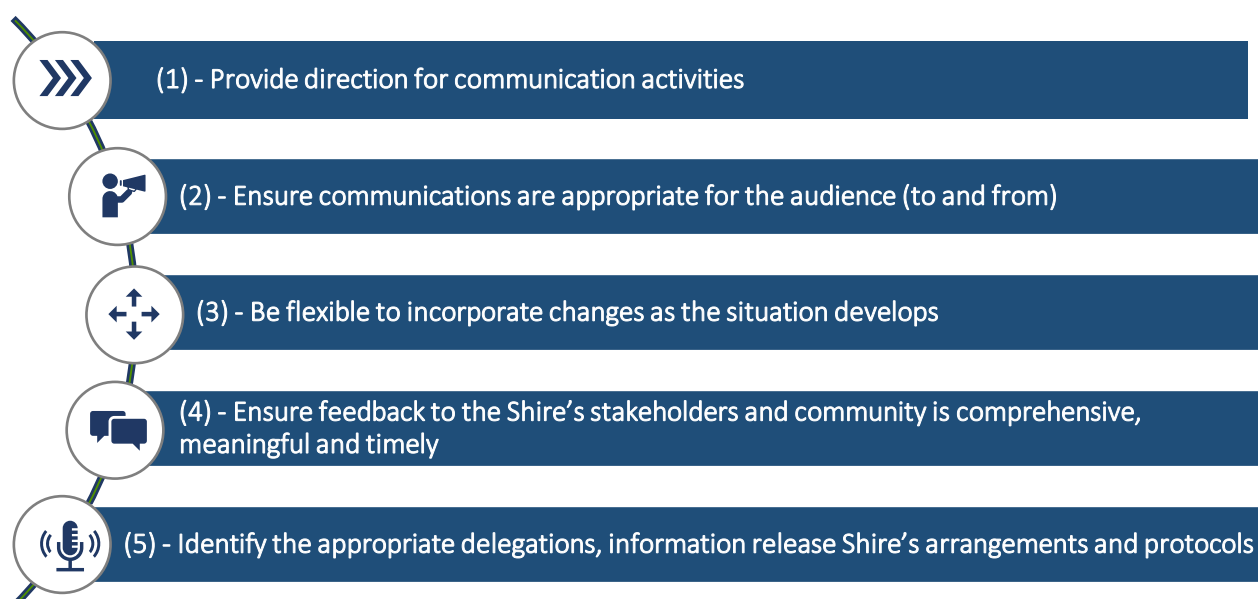 (1) - Provide direction for communication activities
(2) - Ensure communications are appropriate for the audience (to and from)
(3) - Be flexible to incorporate changes as the situation develops
(4) - Ensure feedback to the Shire’s stakeholders and community is comprehensive,
meaningful and timely
(5) - Identify the appropriate delegations, information release Shire’s arrangements and protocols